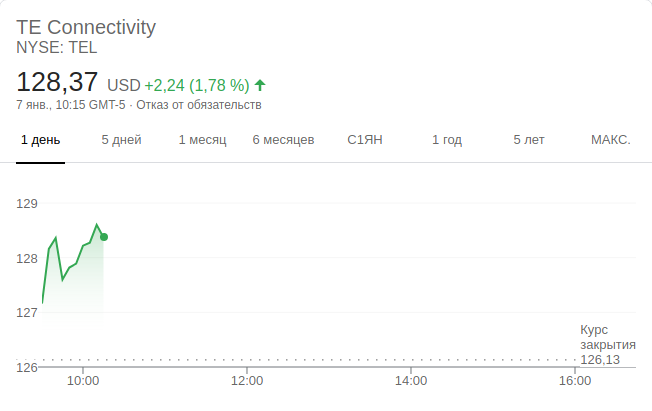 TE Connectivity
NYSE: TEL
128,37 USD +2,24 (1,78 %)
7 янв., 10:15 GMT-5 · Отказ от обязательств
1 день 5 дней 1 месяц 6 месяцев С1ЯН 1 год 5 лет МАКС.
129
128
127
Курс
закрытия
126,13
126
10:00 12:00 14:00 16:00